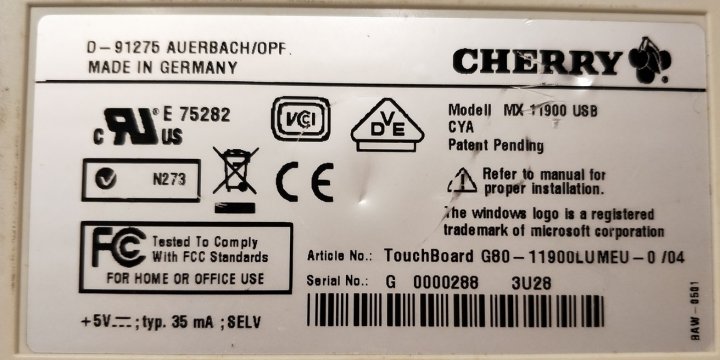 D-91275 AUERBACH/OPF.
MADE IN GERMANY
CHERRY
®
c RU® US E 75282
VCI
VDE
Modell MX 11900 USB
CYA
Patent Pending
N273
CE
Refer to manual for
proper installation.
The windows logo is a registered
trademark of microsoft corporation
FC Tested To Comply
With FCC Standards
FOR HOME OR OFFICE USE
Article No.: TouchBoard G80-11900LUMEU-0 /04
Serial No.: G 0000288 3U28
+5V⎓; typ. 35 mA ; SELV
BAW-0501